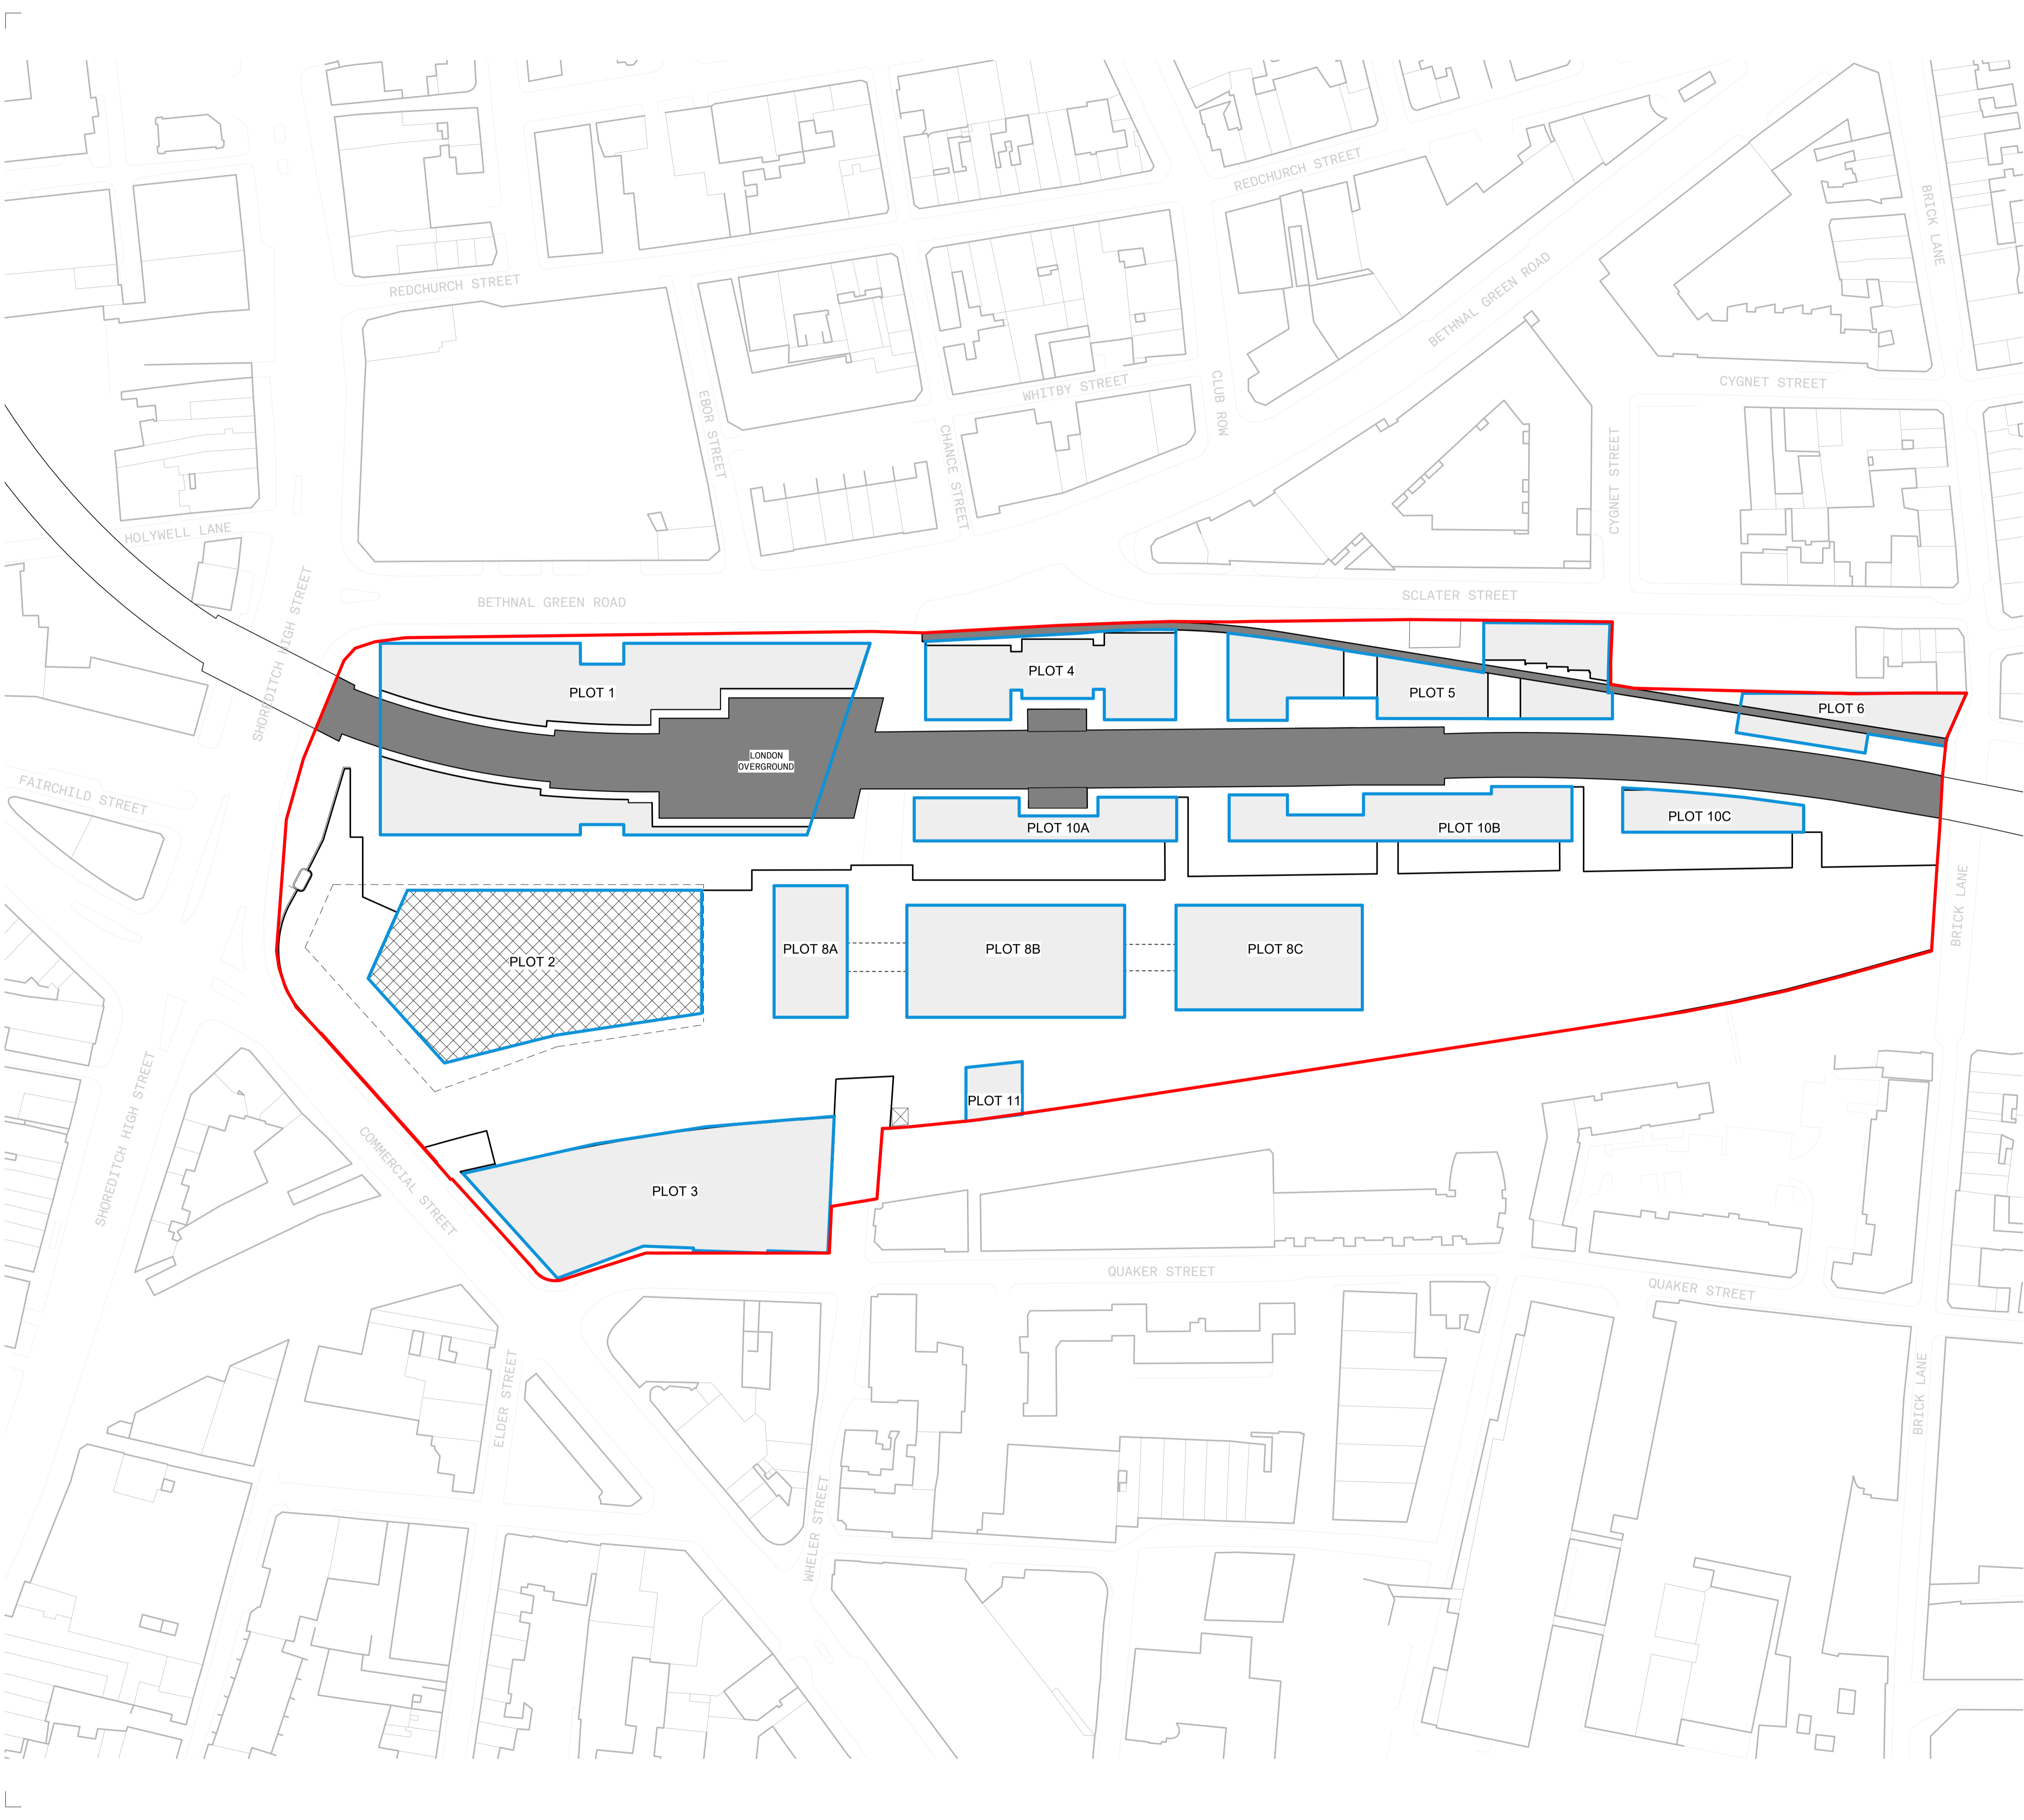 REDCHURCH STREET
BRICK LANE
REDCHURCH STREET
BETHNAL GREEN ROAD
WHITBY STREET
CYGNET STREET
EBOR STREET
CLUB ROW
CHANCE STREET
CYGNET STREET
HOLYWELL LANE
SHOREDITCH HIGH STREET
BETHNAL GREEN ROAD
SCLATER STREET
PLOT 1
PLOT 4
PLOT 5
PLOT 6
LONDON
OVERGROUND
FAIRCHILD STREET
PLOT 10A
PLOT 10B
PLOT 10C
BRICK LANE
PLOT 2
PLOT 8A
PLOT 8B
PLOT 8C
PLOT 11
SHOREDITCH HIGH STREET
COMMERCIAL STREET
PLOT 3
QUAKER STREET
QUAKER STREET
ELDER STREET
BRICK LANE
WHELER STREET